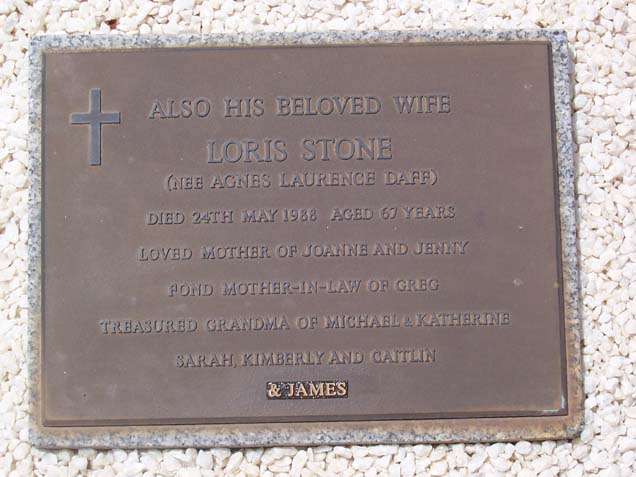 ALSO HIS BELOVED WIFE
LORIS STONE
(NEE AGNES LAURENCE DAFF)
DIED 24TH MAY 1988 AGED 67 YEARS
LOVED MOTHER OF JOANNE AND JENNY
FOND MOTHER-IN-LAW OF GREG
TREASURED GRANDMA OF MICHAEL & KATHERINE
SARAH, KIMBERLY AND CAITLIN
& JAMES